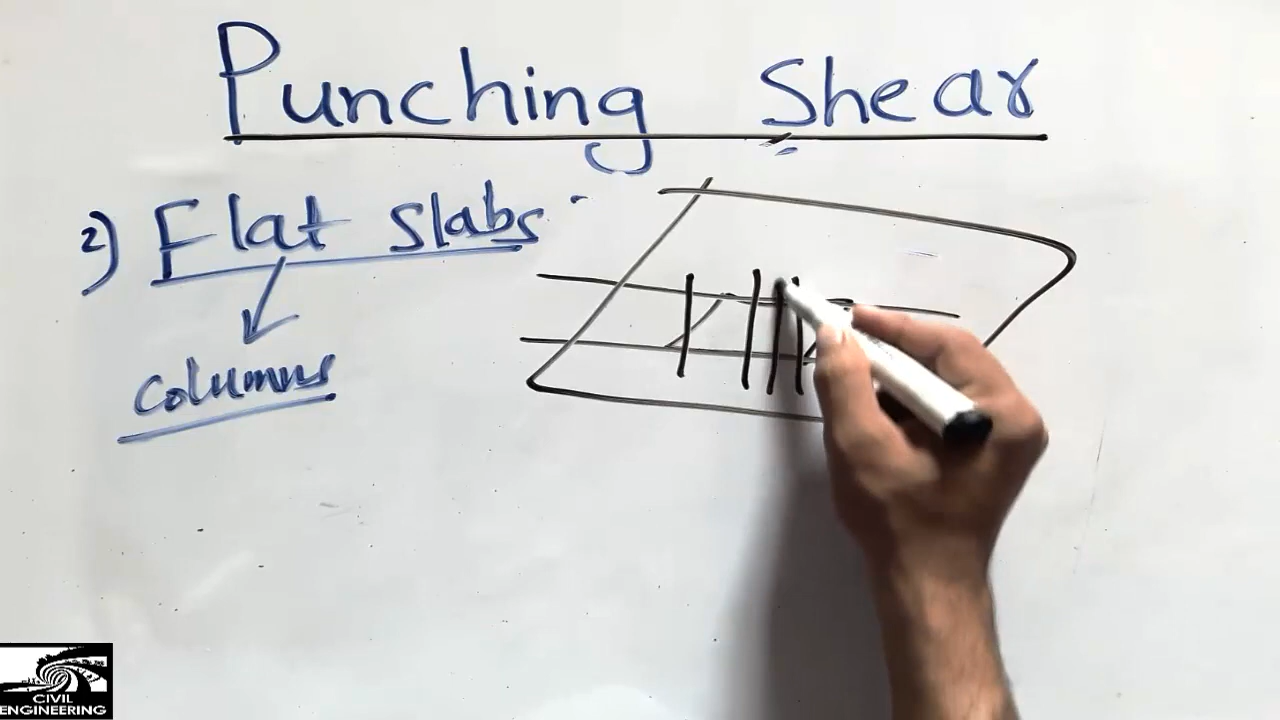 Punching Shear
2) Flat Slabs
Columns
CIVIL
ENGINEERING